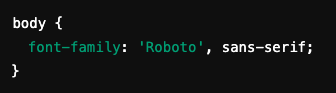 body {
  font-family: 'Roboto', sans-serif;
}